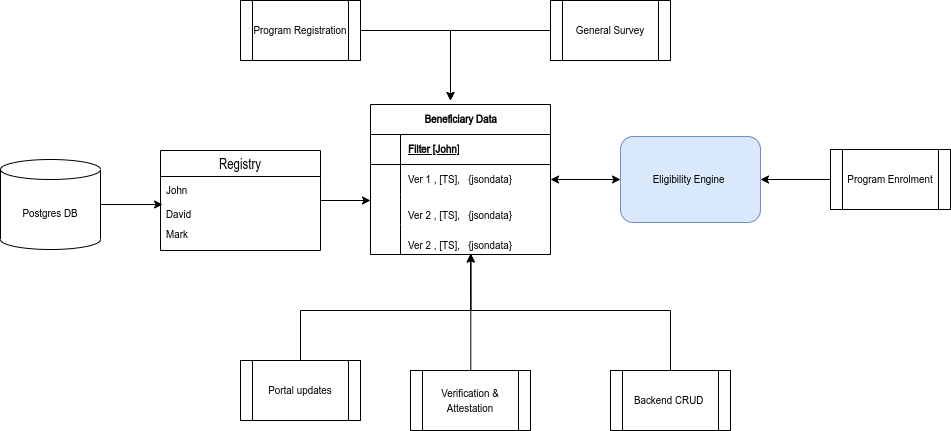 Program Registration
General Survey
Beneficiary Data
Filter [John]
Ver 1 , [TS], {jsondata}
Ver 2 , [TS], {jsondata}
Ver 2 , [TS], {jsondata}
Registry
John
David
Mark
Postgres DB
Eligibility Engine
Program Enrolment
Portal updates
Verification &
Attestation
Backend CRUD